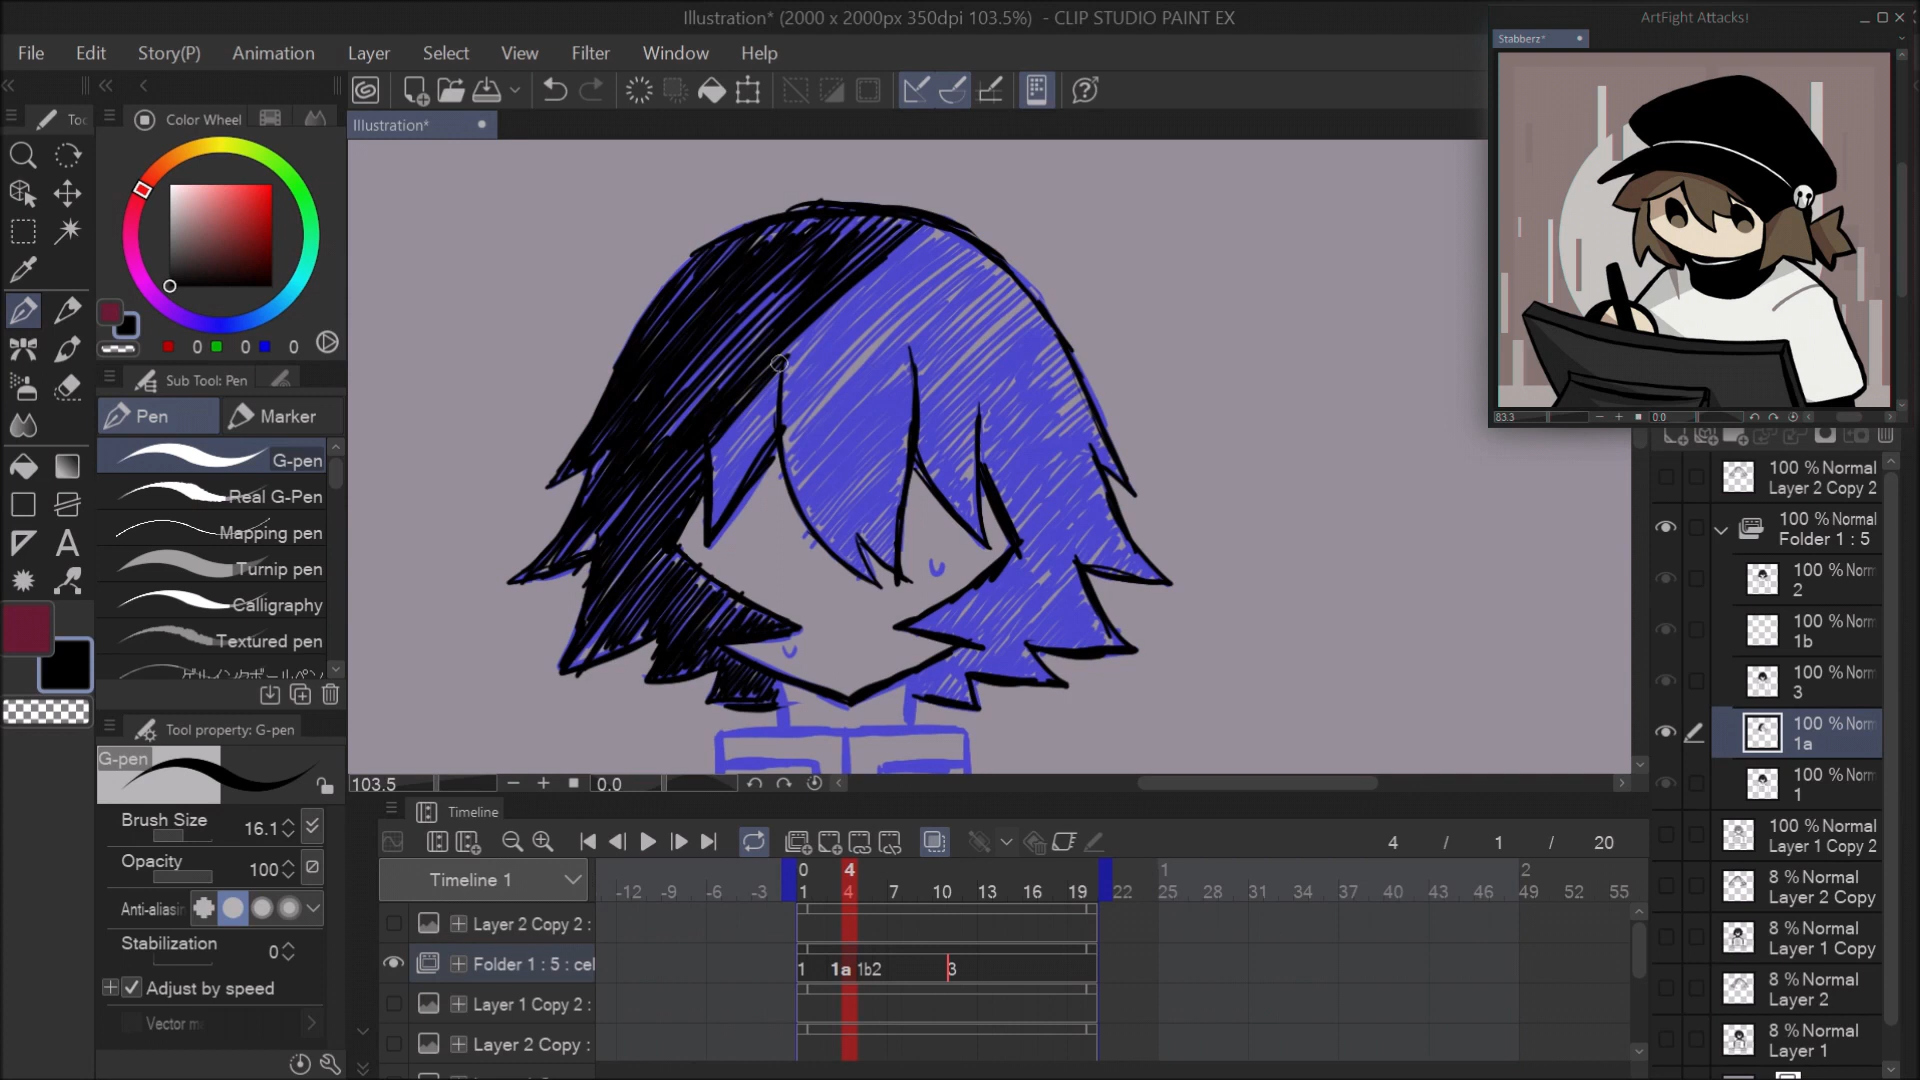 Illustration* (2000 x 2000px 350dpi 103.5%) - CLIP STUDIO PAINT EX
ArtFight Attacks!
File Edit Story(P) Animation Layer Select View Filter Window Help
Stabberz*
Color Wheel
Illustration*
0 0 0
Sub Tool: Pen
Pen Marker
G-pen
Real G-Pen
Mapping pen
Turnip pen
Calligraphy
Textured pen
Tool property: G-pen
G-pen
Brush Size 16.1
Opacity 100
Anti-aliasin
Stabilization 0
Adjust by speed
Vector m
83.3 0.0
100 % Normal
Layer 2 Copy 2
100 % Normal
Folder 1 : 5
100 % Norm
2
100 % Norm
1b
100 % Norm
3
100 % Norm
1a
100 % Norm
1
100 % Normal
Layer 1 Copy 2
8 % Normal
Layer 2 Copy
8 % Normal
Layer 1 Copy
8 % Normal
Layer 2
8 % Normal
Layer 1
103.5 0.0
Timeline
4 / 1 / 20
Timeline 1
0 4 1 2
-12 -9 -6 -3 1 4 7 10 13 16 19 22 25 28 31 34 37 40 43 46 49 52 55
Layer 2 Copy 2 :
Folder 1 : 5 : cel
1 1a 1b2 3
Layer 1 Copy 2 :
Layer 2 Copy :